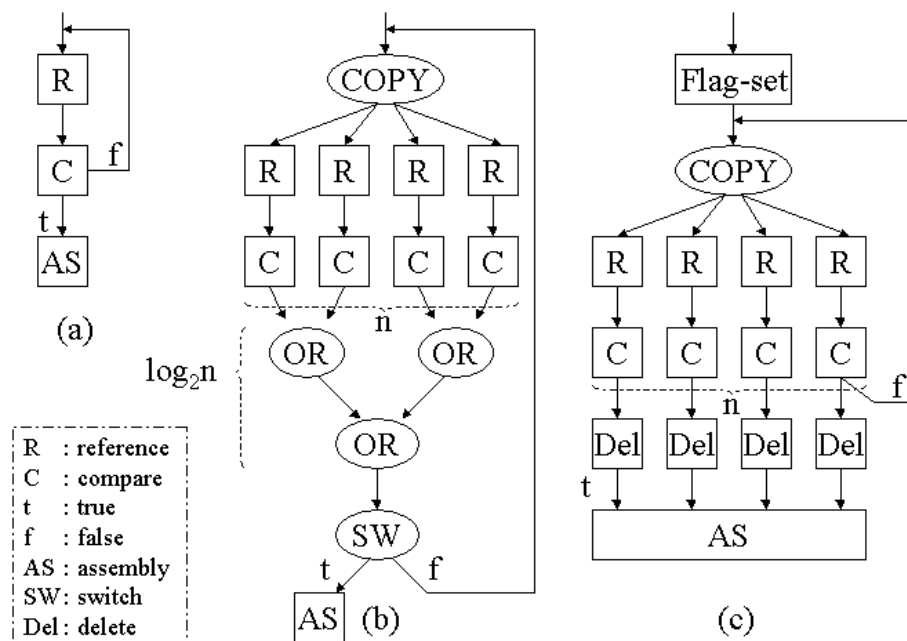 R
C
f
t
AS
(a)
COPY
R R R R
C C C C
n
OR OR
log₂n
OR
SW
t f
AS
(b)
Flag-set
COPY
R R R R
C C C C
f
n
Del Del Del Del
t
AS
(c)
R : reference
C : compare
t : true
f : false
AS : assembly
SW : switch
Del : delete